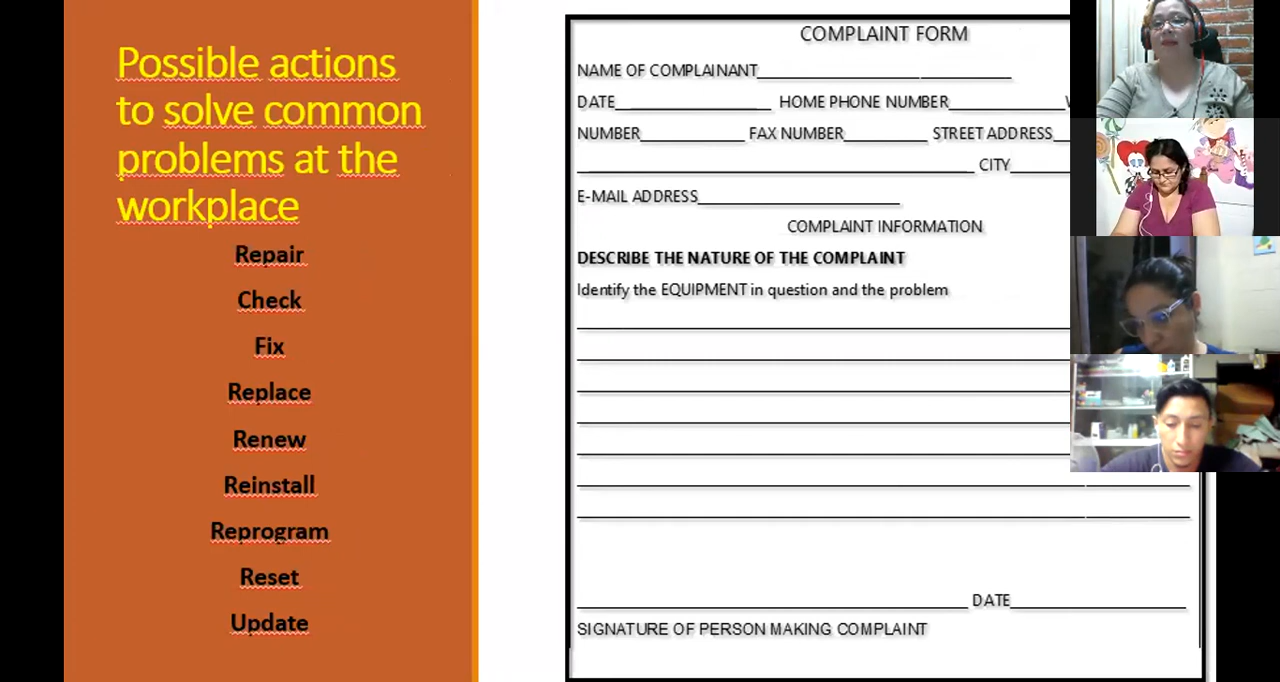 Possible actions
to solve common
problems at the
workplace
Repair
Check
Fix
Replace
Renew
Reinstall
Reprogram
Reset
Update
COMPLAINT FORM
NAME OF COMPLAINANT
DATE HOME PHONE NUMBER
NUMBER FAX NUMBER STREET ADDRESS
CITY
E-MAIL ADDRESS
COMPLAINT INFORMATION
DESCRIBE THE NATURE OF THE COMPLAINT
Identify the EQUIPMENT in question and the problem
DATE
SIGNATURE OF PERSON MAKING COMPLAINT